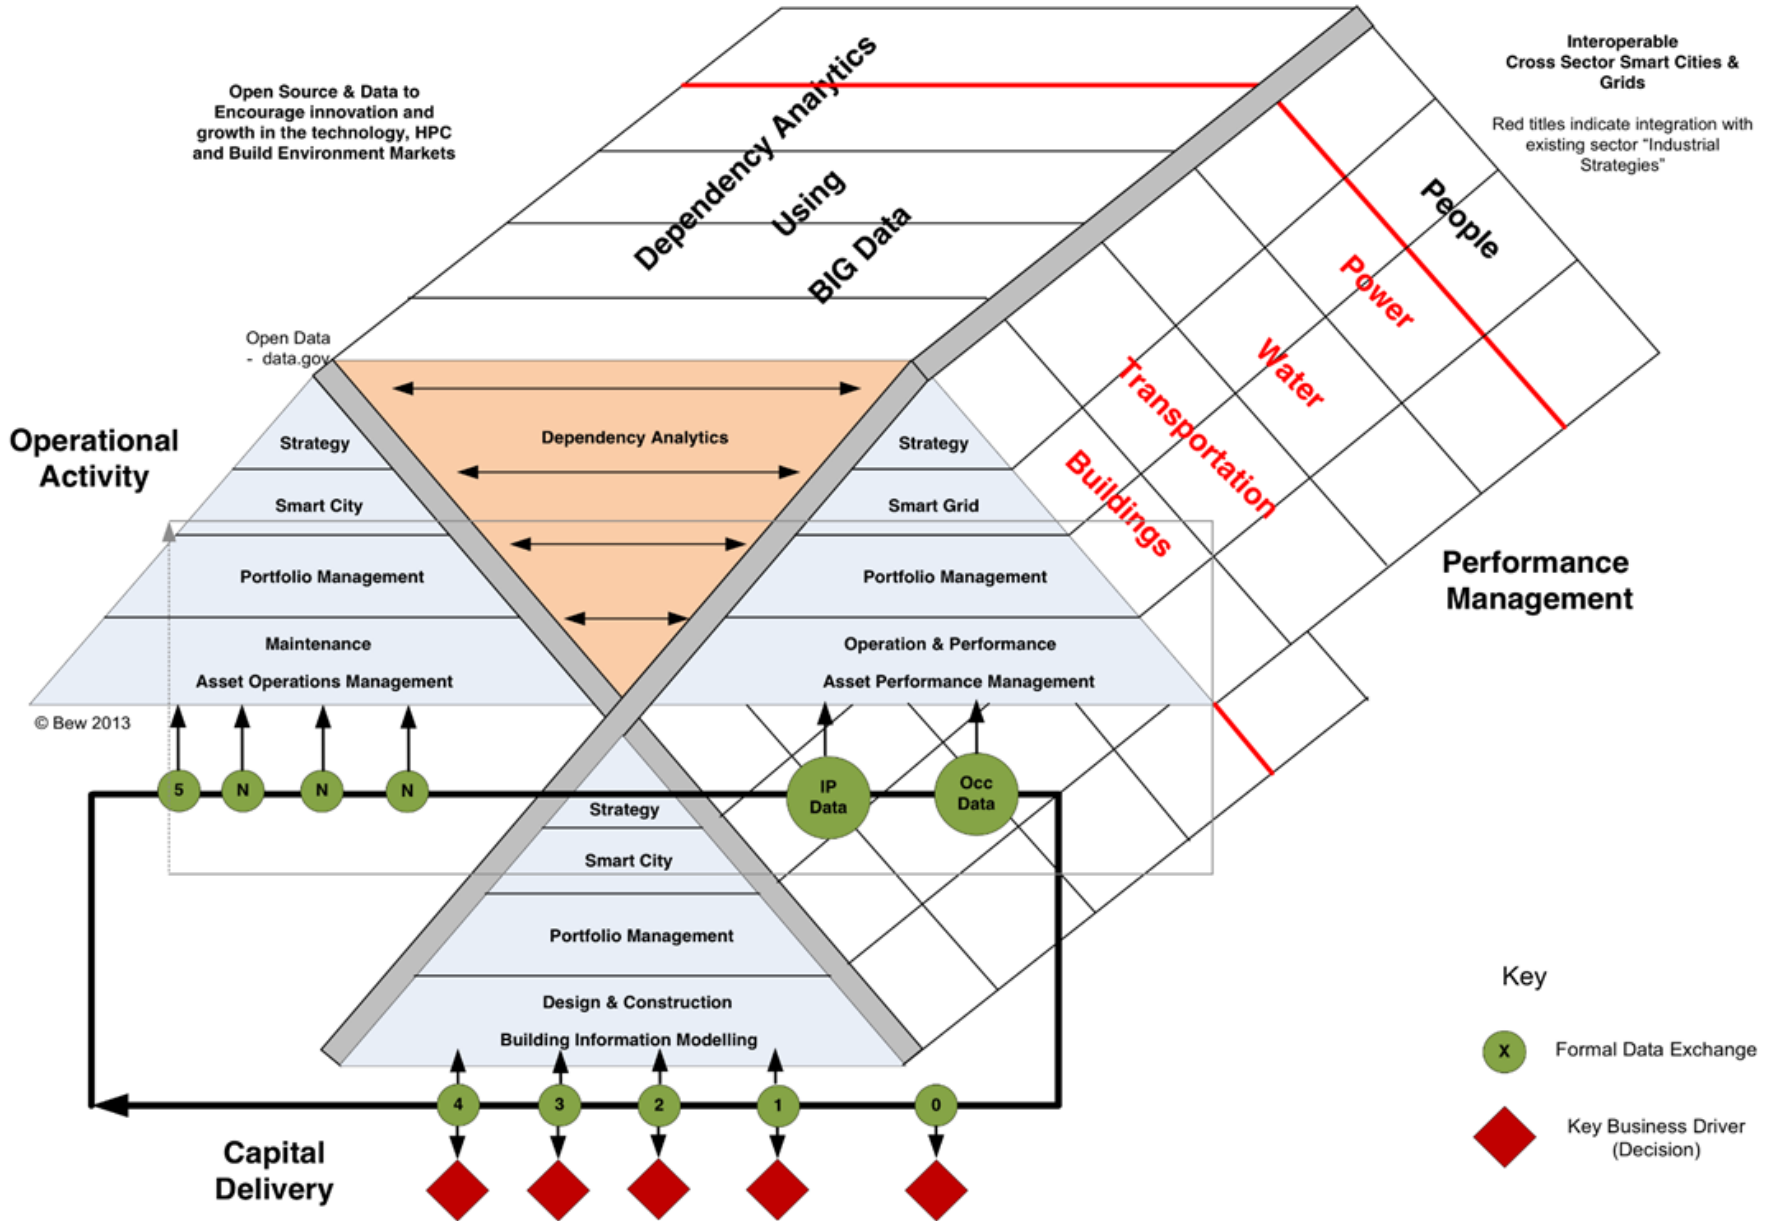 Open Source & Data to
Encourage innovation and
growth in the technology, HPC
and Build Environment Markets
Interoperable
Cross Sector Smart Cities &
Grids
Red titles indicate integration with
existing sector “Industrial
Strategies”
Dependency Analytics
Using
BIG Data
People
Power
Water
Transportation
Buildings
Open Data
- data.gov
Operational
Activity
Strategy
Smart City
Portfolio Management
Maintenance
Asset Operations Management
Dependency Analytics
Strategy
Smart Grid
Portfolio Management
Operation & Performance
Asset Performance Management
Performance
Management
© Bew 2013
5
N
N
N
IP
Data
Occ
Data
Strategy
Smart City
Portfolio Management
Design & Construction
Building Information Modelling
4
3
2
1
0
Capital
Delivery
Key
X
Formal Data Exchange
Key Business Driver
(Decision)